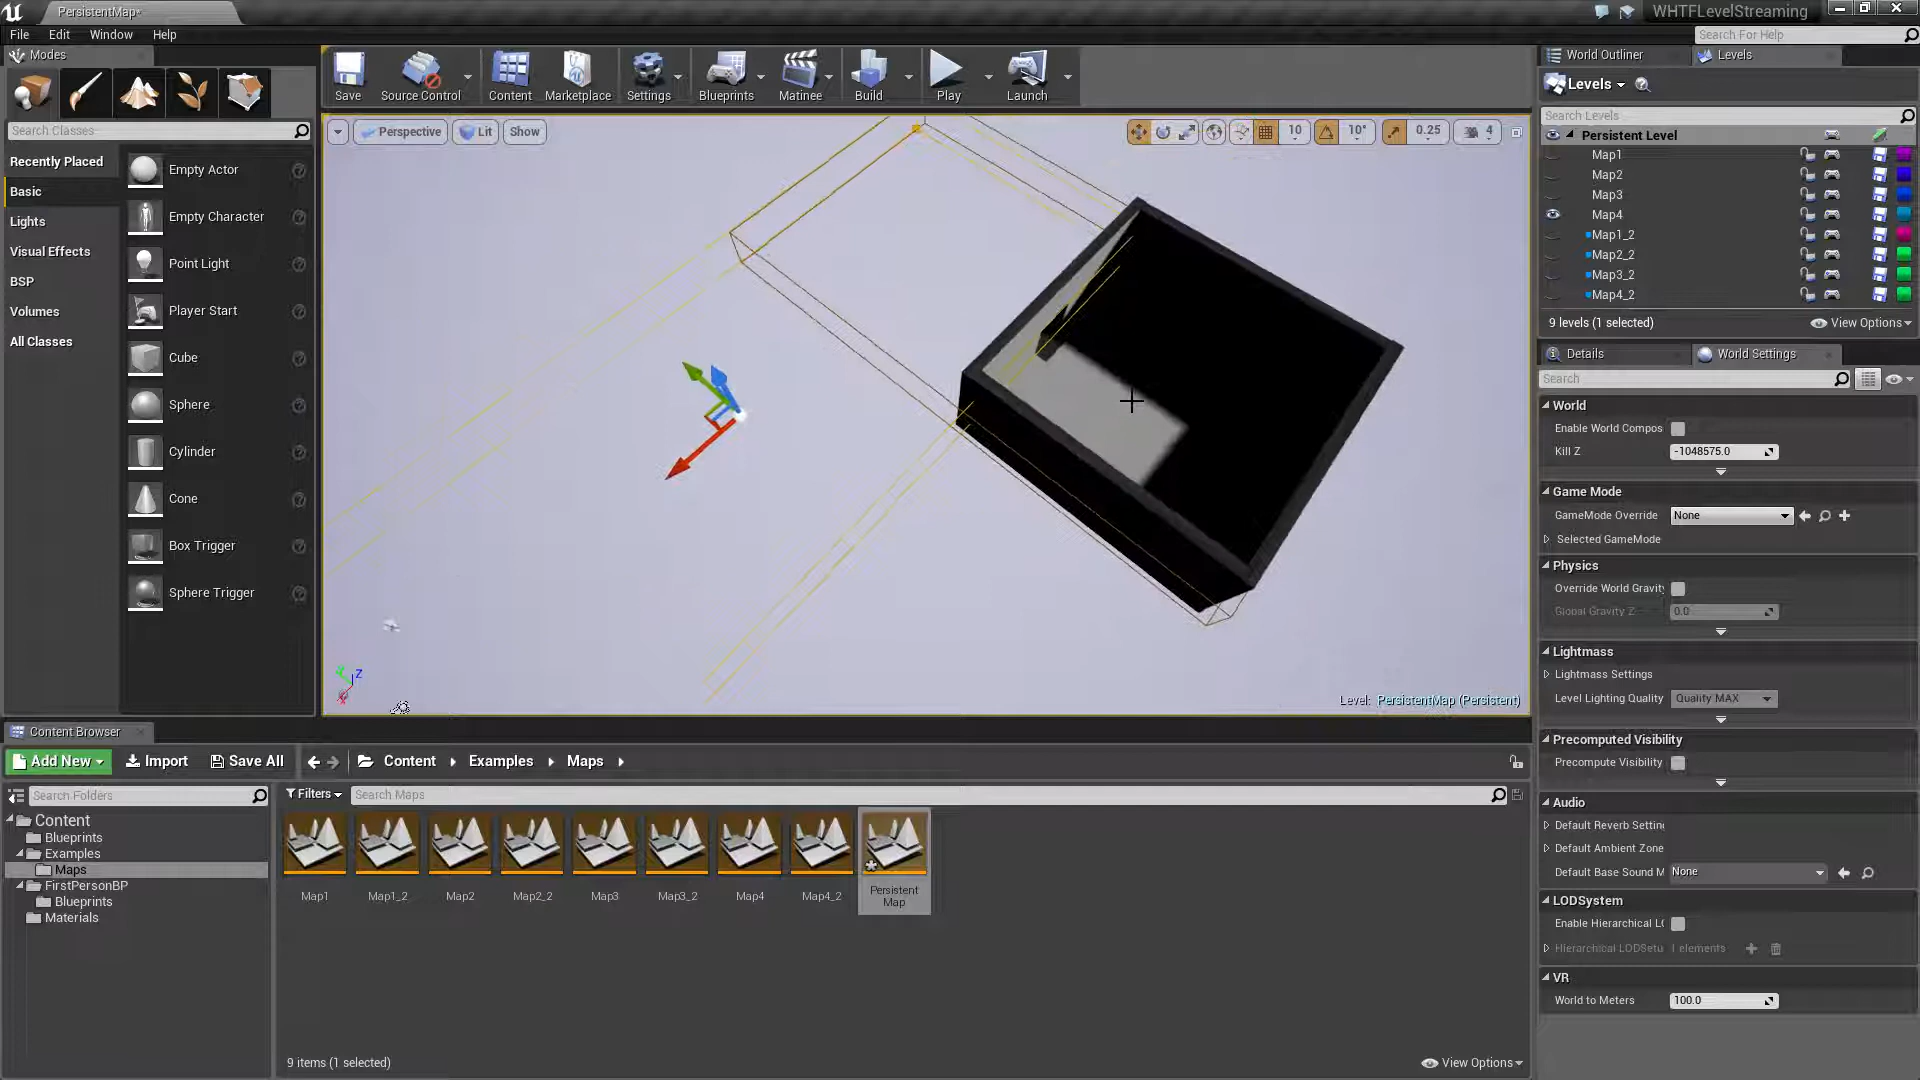 PersistentMap*
WHTFLevelStreaming
File Edit Window Help
Search For Help
Modes
Save
Source Control
Content
Marketplace
Settings
Blueprints
Matinee
Build
Play
Launch
World Outliner
Levels
Levels
Search Classes
Search Levels
Perspective
Lit
Show
10
10°
0.25
4
Persistent Level
Map1
Map2
Map3
Map4
Map1_2
Map2_2
Map3_2
Map4_2
9 levels (1 selected)
View Options
Recently Placed
Basic
Lights
Visual Effects
BSP
Volumes
All Classes
Empty Actor
Empty Character
Point Light
Player Start
Cube
Sphere
Cylinder
Cone
Box Trigger
Sphere Trigger
Z
Level: PersistentMap (Persistent)
Details
World Settings
Search
World
Enable World Compos
Kill Z -1048575.0
Game Mode
GameMode Override None
Selected GameMode
Physics
Override World Gravity
Global Gravity Z 0.0
Lightmass
Lightmass Settings
Level Lighting Quality Quality MAX
Precomputed Visibility
Precompute Visibility
Audio
Default Reverb Settin
Default Ambient Zone
Default Base Sound M None
LODSystem
Enable Hierarchical LO
Hierarchical LODSetu 1 elements
VR
World to Meters 100.0
Content Browser
Add New
Import
Save All
Content
Examples
Maps
Search Folders
Filters
Search Maps
Content
Blueprints
Examples
Maps
FirstPersonBP
Blueprints
Materials
Map1
Map1_2
Map2
Map2_2
Map3
Map3_2
Map4
Map4_2
Persistent
Map
9 items (1 selected)
View Options